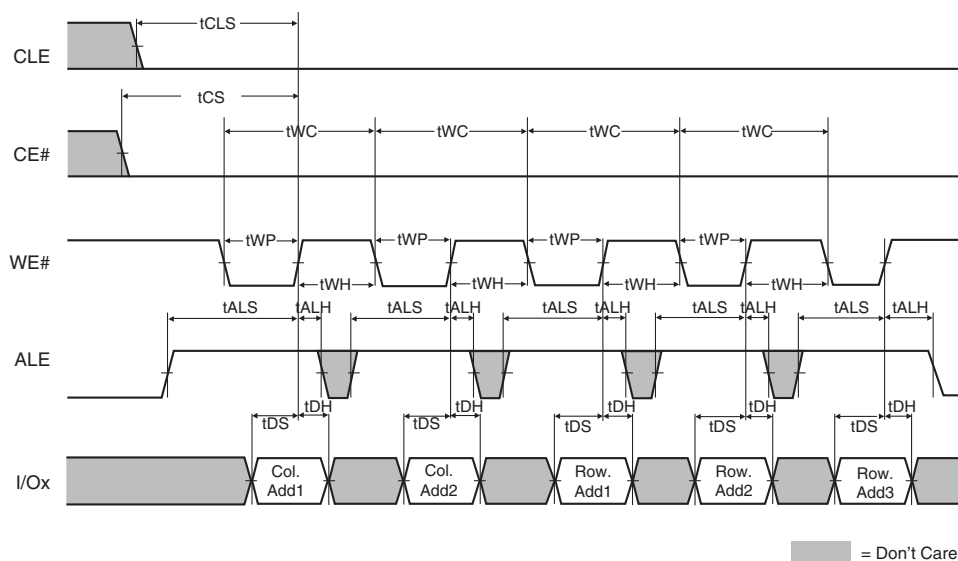 tCLS
CLE
tCS
tWC tWC tWC tWC
CE#
tWP tWP tWP tWP
WE#
tWH tWH tWH tWH
tALS tALH tALS tALH tALS tALH tALS tALH tALS tALH
ALE
tDH tDH tDH tDH tDH
tDS tDS tDS tDS tDS
I/Ox
Col. Add1
Col. Add2
Row. Add1
Row. Add2
Row. Add3
= Don't Care